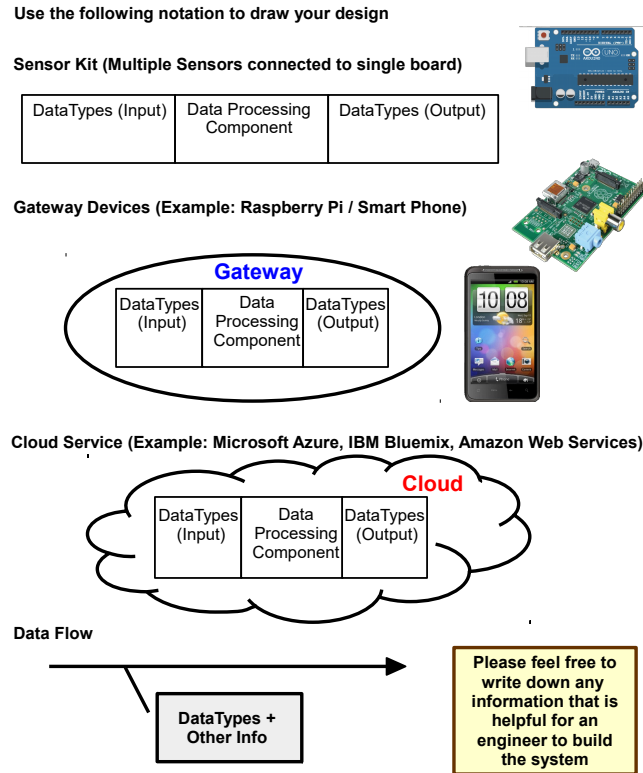 Use the following notation to draw your design
Sensor Kit (Multiple Sensors connected to single board)
DataTypes (Input)
Data Processing
Component
DataTypes (Output)
UNO
ARDUINO
Gateway Devices (Example: Raspberry Pi / Smart Phone)
Gateway
DataTypes
(Input)
Data
Processing
Component
DataTypes
(Output)
10 08
Cloud Service (Example: Microsoft Azure, IBM Bluemix, Amazon Web Services)
Cloud
DataTypes
(Input)
Data
Processing
Component
DataTypes
(Output)
Data Flow
DataTypes +
Other Info
Please feel free to
write down any
information that is
helpful for an
engineer to build
the system